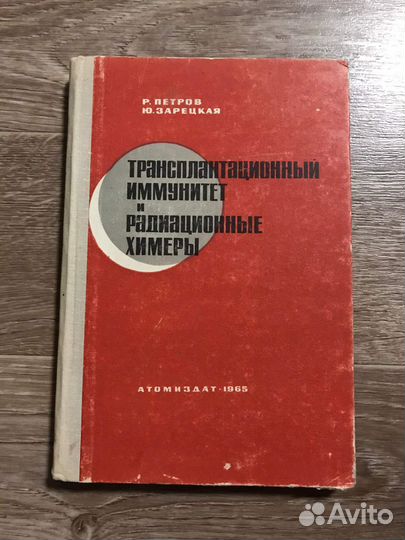 Р. ПЕТРОВ
Ю. ЗАРЕЦКАЯ
ТРАНСПЛАНТАЦИОННЫЙ
ИММУНИТЕТ
и
РАДИАЦИОННЫЕ
ХИМЕРЫ
АТОМИЗДАТ · 1965
Avito